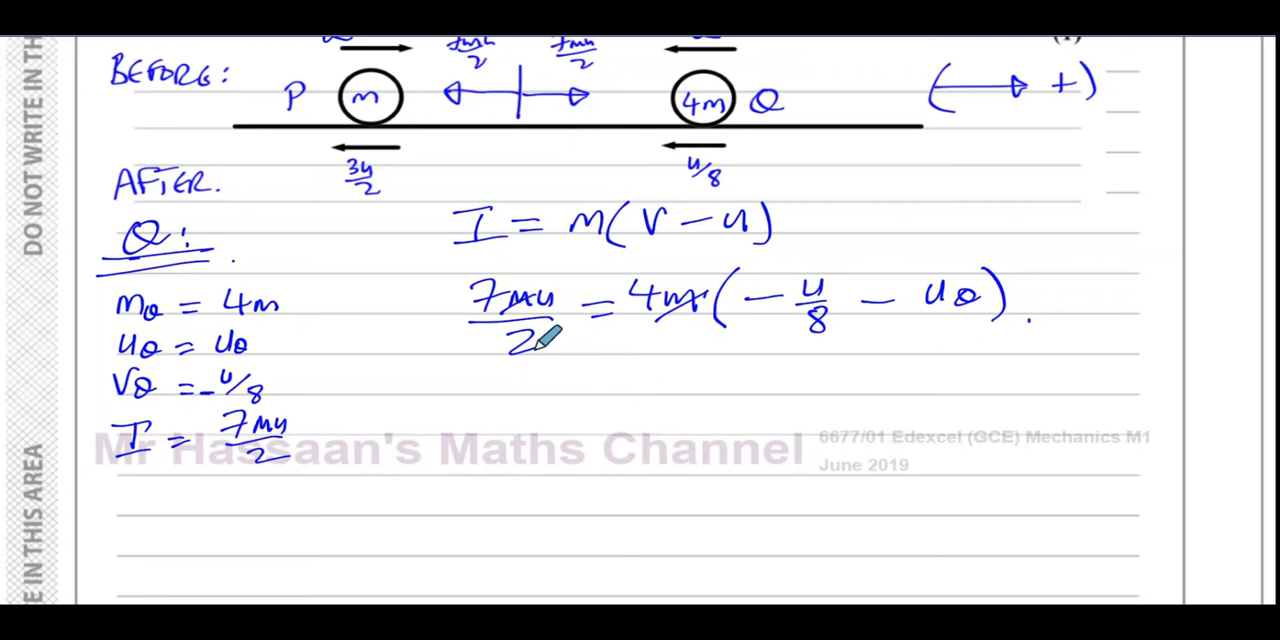 7mu/2 7mu/2 (1)
BEFORE: P m 4m Q (→ +)
3u/2 u/8
AFTER.
I = m(v - u)
Q:
7mu/2 = 4m(- u/8 - uQ).
mQ = 4m
uQ = uQ
vQ = -u/8
I = 7mu/2
Mr Hassaan's Maths Channel
6677/01 Edexcel (GCE) Mechanics M1
June 2019
DO NOT WRITE IN TH
E IN THIS AREA